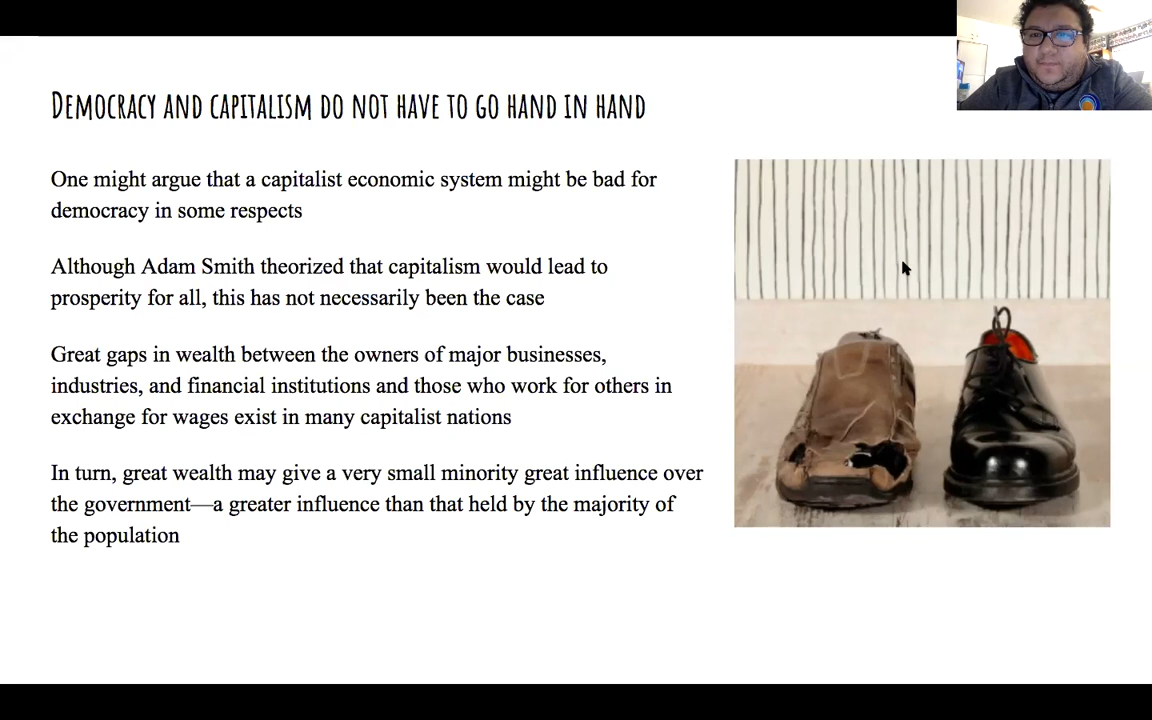 DEMOCRACY AND CAPITALISM DO NOT HAVE TO GO HAND IN HAND
One might argue that a capitalist economic system might be bad for
democracy in some respects
Although Adam Smith theorized that capitalism would lead to
prosperity for all, this has not necessarily been the case
Great gaps in wealth between the owners of major businesses,
industries, and financial institutions and those who work for others in
exchange for wages exist in many capitalist nations
In turn, great wealth may give a very small minority great influence over
the government—a greater influence than that held by the majority of
the population